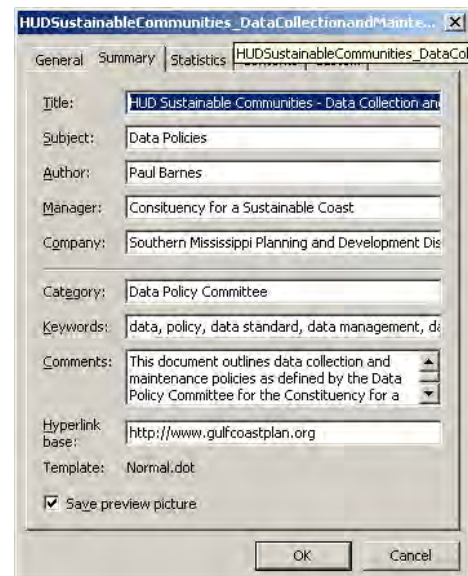 HUDSustainableCommunities_DataCollectionandMainte...
HUDSustainableCommunities_DataCol
General Summary Statistics
Title: HUD Sustainable Communities - Data Collection an
Subject: Data Policies
Author: Paul Barnes
Manager: Consituency for a Sustainable Coast
Company: Southern Mississippi Planning and Development Dis
Category: Data Policy Committee
Keywords: data, policy, data standard, data management, da
Comments: This document outlines data collection and
maintenance policies as defined by the Data
Policy Committee for the Constituency for a
Hyperlink
base: http://www.gulfcoastplan.org
Template: Normal.dot
Save preview picture
OK Cancel